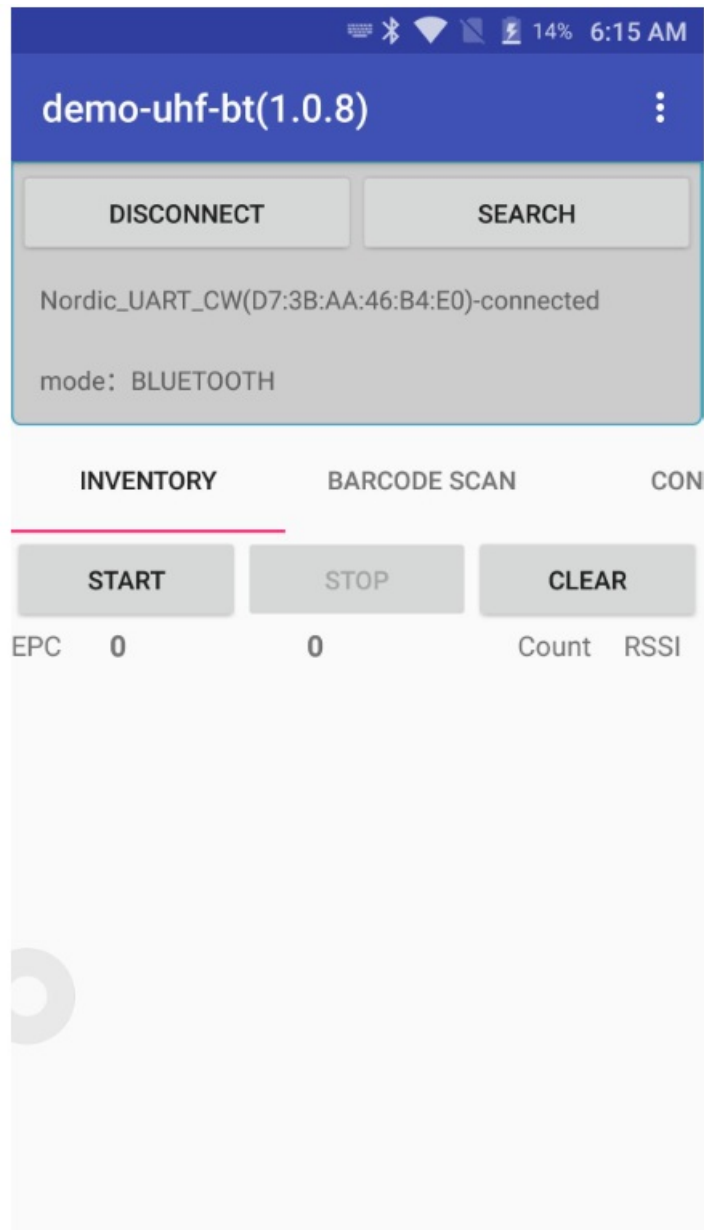 14% 6:15 AM
demo-uhf-bt(1.0.8)
DISCONNECT SEARCH
Nordic_UART_CW(D7:3B:AA:46:B4:E0)-connected
mode：BLUETOOTH
INVENTORY BARCODE SCAN CON
START STOP CLEAR
EPC 0 0 Count RSSI